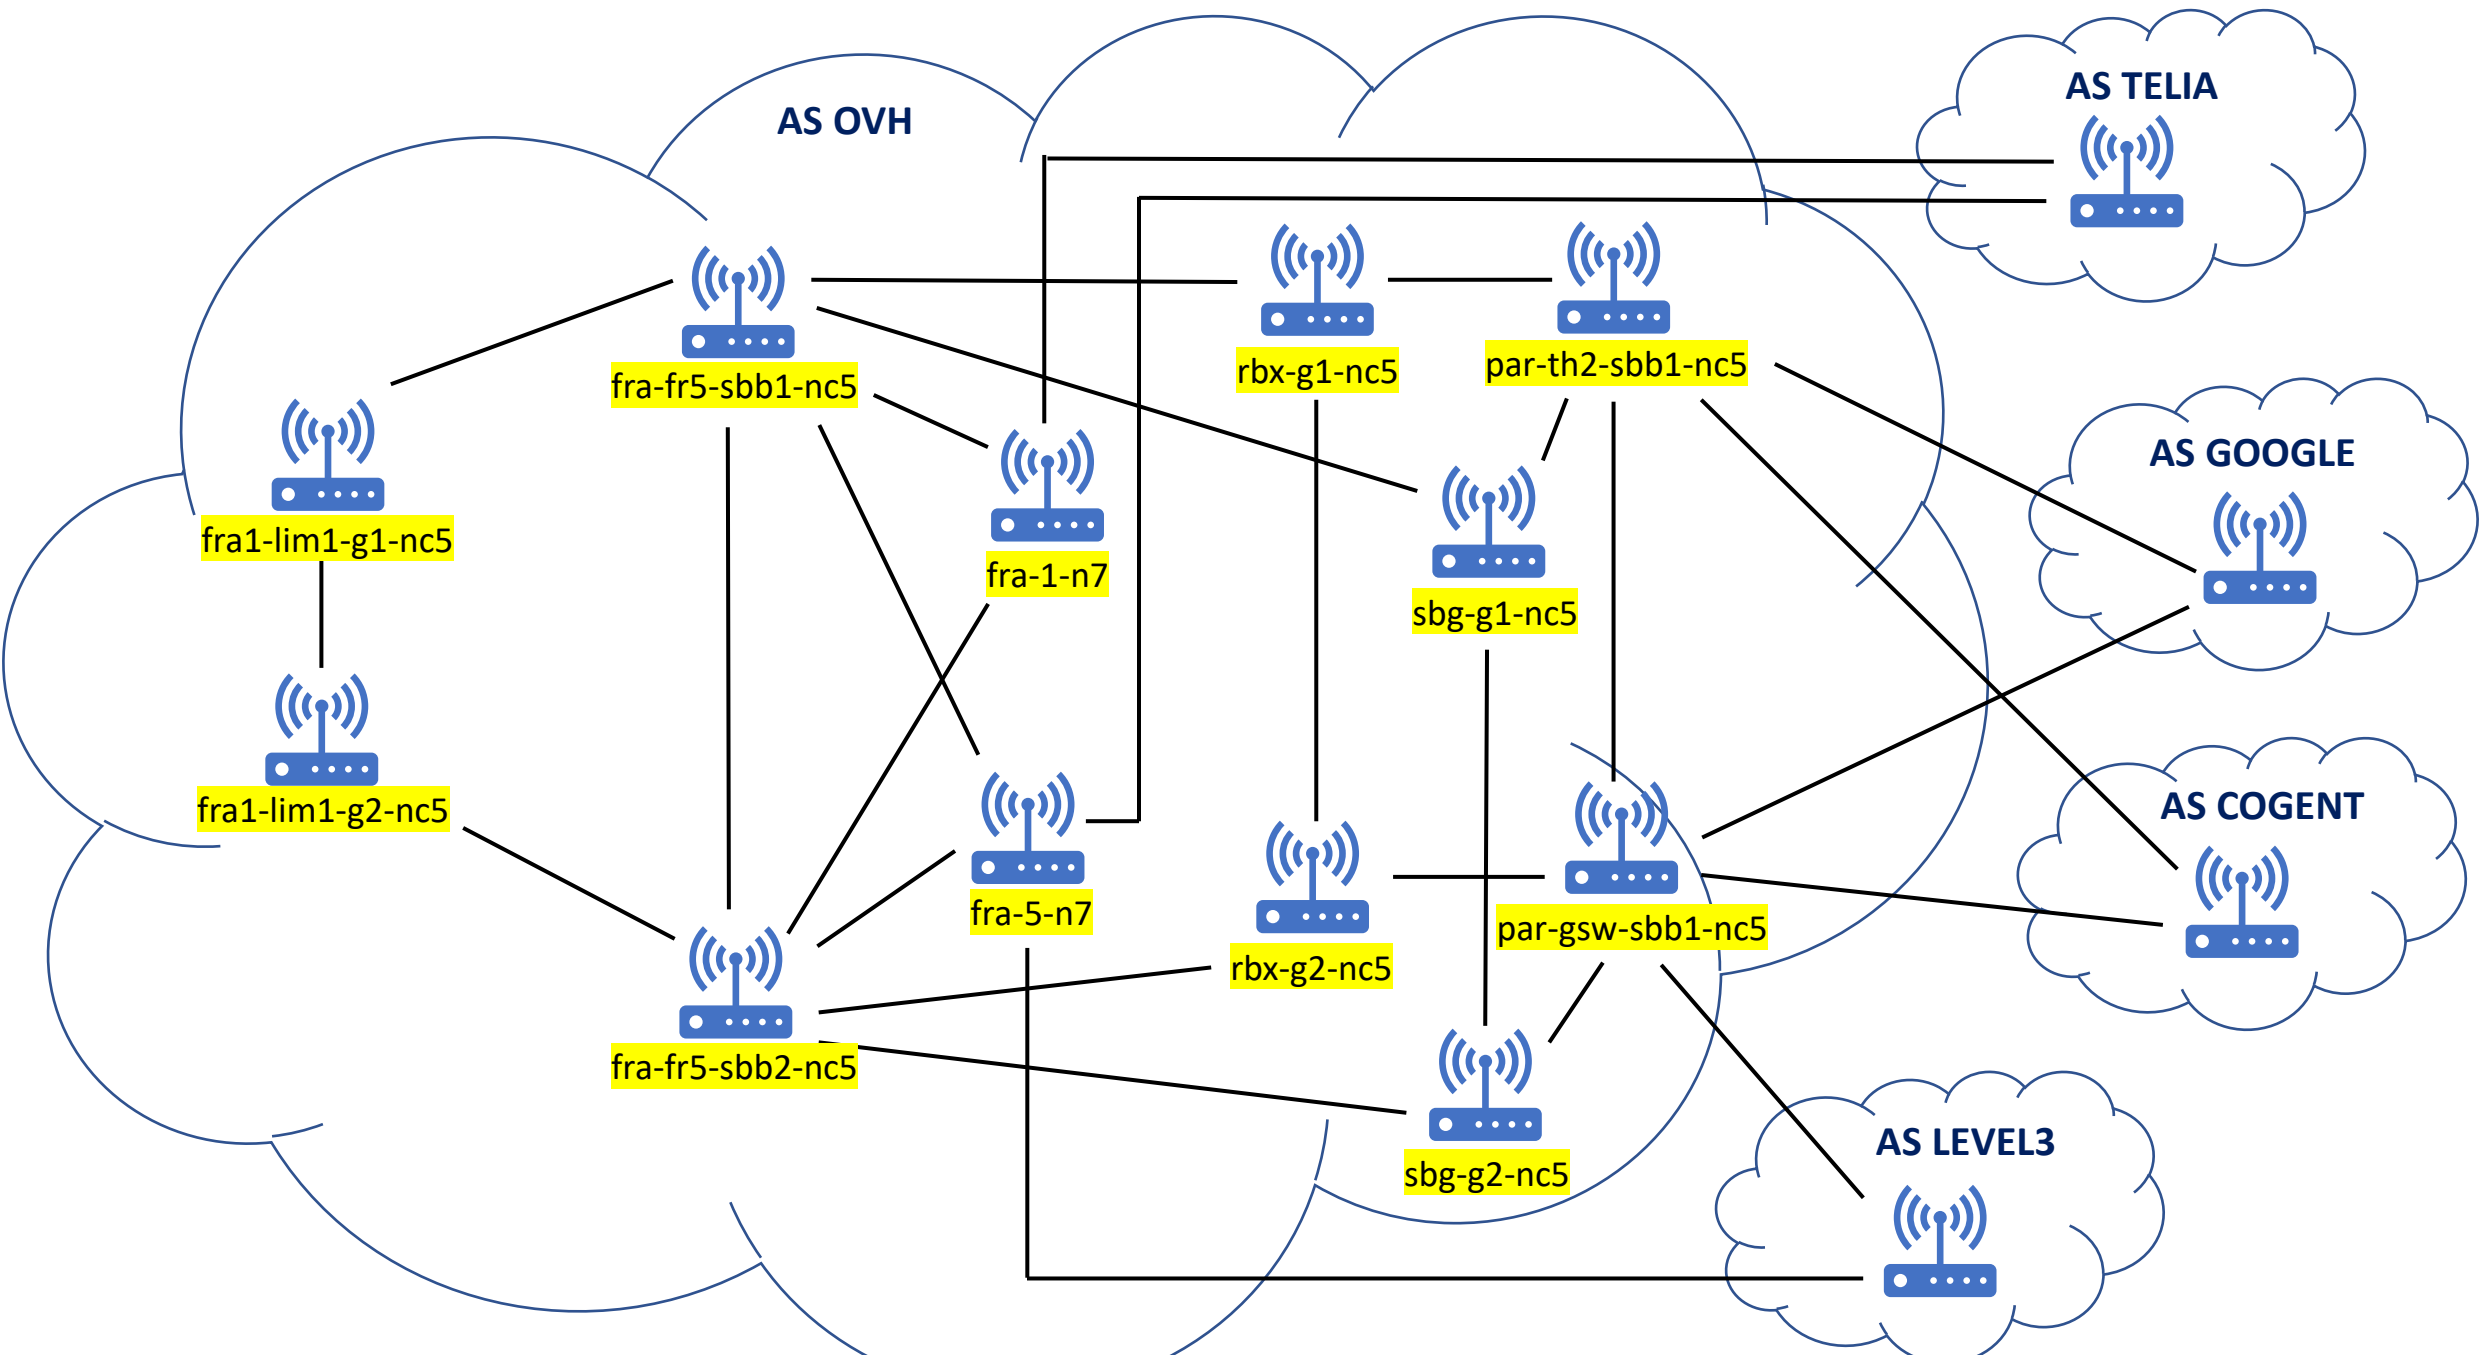 AS OVH
AS TELIA
fra-fr5-sbb1-nc5
rbx-g1-nc5
par-th2-sbb1-nc5
AS GOOGLE
fra1-lim1-g1-nc5
fra-1-n7
sbg-g1-nc5
fra1-lim1-g2-nc5
AS COGENT
fra-5-n7
par-gsw-sbb1-nc5
rbx-g2-nc5
fra-fr5-sbb2-nc5
AS LEVEL3
sbg-g2-nc5